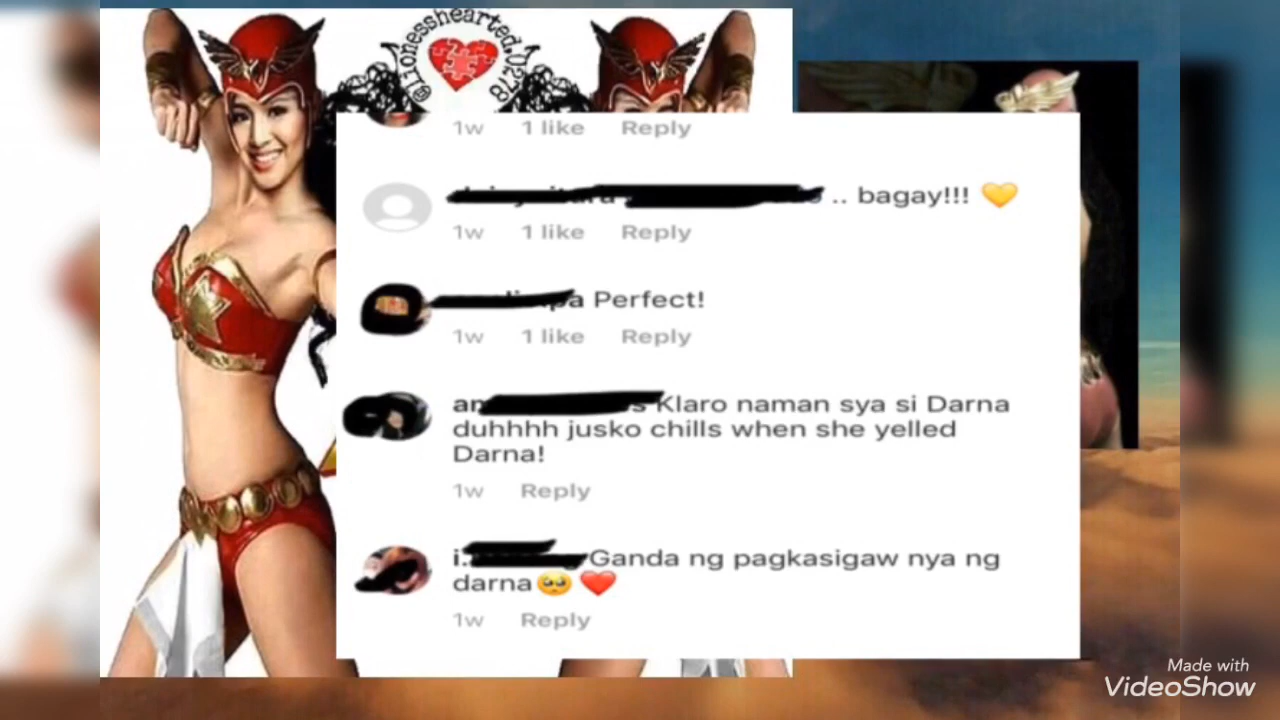 @Lionesshearted.0278
1w 1 like Reply
.. bagay!!! 💛
1w 1 like Reply
Perfect!
1w 1 like Reply
Klaro naman sya si Darna
duhhhh jusko chills when she yelled
Darna!
1w Reply
Ganda ng pagkasigaw nya ng
darna🥺❤️
1w Reply
Made with
VideoShow